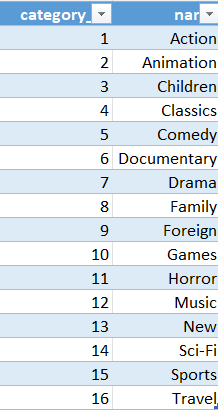 category_ nar
1 Action
2 Animation
3 Children
4 Classics
5 Comedy
6 Documentary
7 Drama
8 Family
9 Foreign
10 Games
11 Horror
12 Music
13 New
14 Sci-Fi
15 Sports
16 Travel